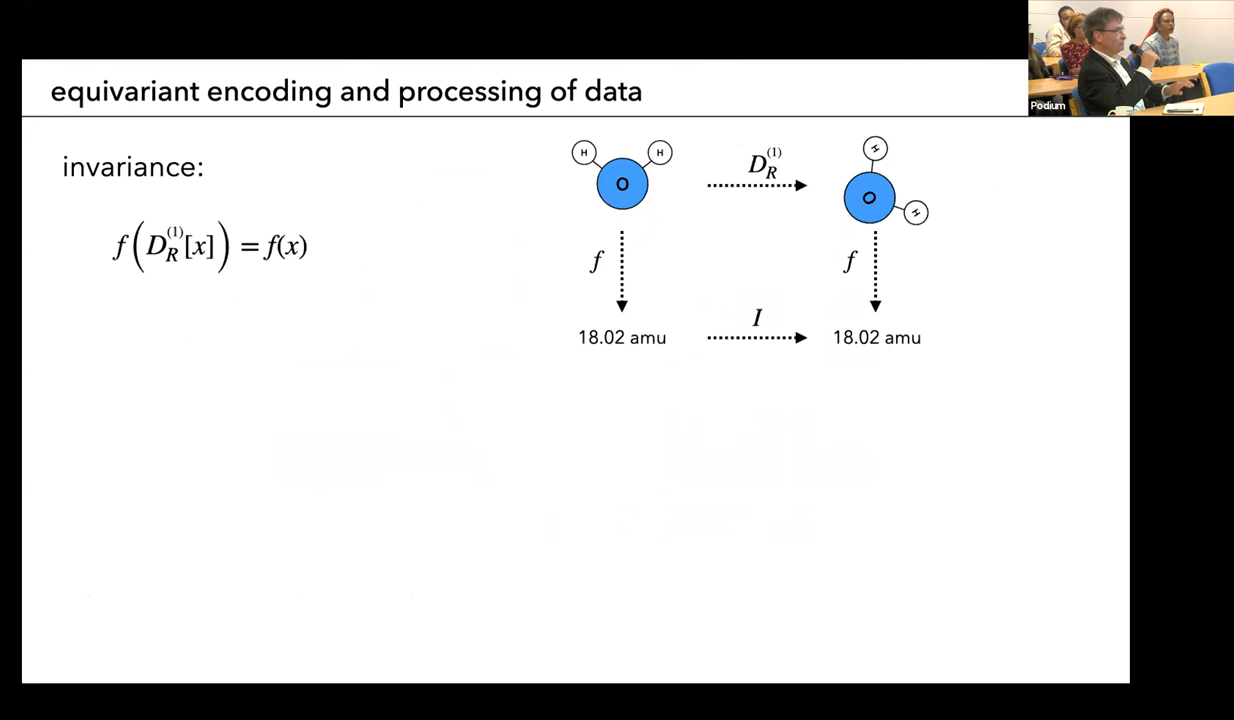 Podium
equivariant encoding and processing of data
invariance:
H H
O
D_R^{(1)}
H
O
H
f(D_R^{(1)}[x]) = f(x)
f
f
I
18.02 amu
18.02 amu